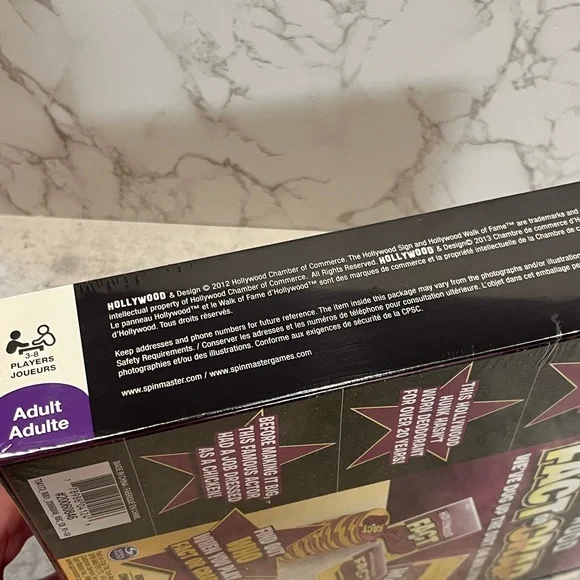 HOLLYWOOD & Design © 2012 Hollywood Chamber of Commerce. The Hollywood Sign and Hollywood Walk of Fame™ are trademarks and
intellectual property of Hollywood Chamber of Commerce. All Rights Reserved. HOLLYWOOD & Design© 2013 Chambre de commerce d'H
Le panneau Hollywood™ et le Walk of Fame d'Hollywood™ sont des marques de commerce et la propriété intellectuelle de la Chambre de c
d'Hollywood. Tous droits réservés.
Keep addresses and phone numbers for future reference. The item inside this package may vary from the photographs and/or illustration
Safety Requirements. / Conserver les adresses et les numéros de téléphone pour consultation ultérieure. L'objet dans cet emballage pe
photographies et/ou des illustrations. Conforme aux exigences de sécurité de la CPSC.
www.spinmaster.com / www.spinmastergames.com
3-8
PLAYERS
JOUEURS
Adult
Adulte
BEFORE MAKING IT BIG,
THIS FAMOUS ACTOR
HAD A JOB DRESSED
AS A CHICKEN!
THIS HOLLYWOOD
HUNK HASN'T
WORN DEODORANT
FOR OVER 20 YEARS!
#20060846
FIND OUT
FACT
FACT